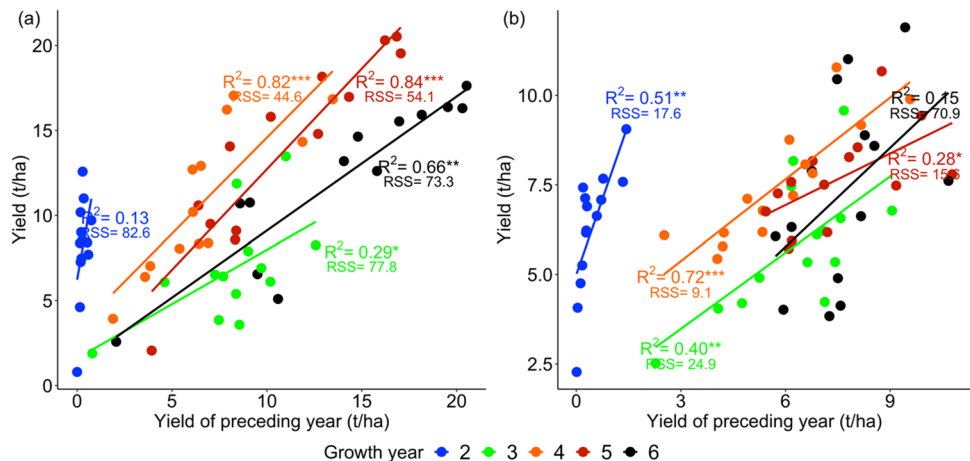 (a)
Yield (t/ha)
20
15
10
5
0
R²= 0.82***
RSS= 44.6
R²= 0.84***
RSS= 54.1
R²= 0.13
RSS= 82.6
R²= 0.66**
RSS= 73.3
R²= 0.29*
RSS= 77.8
0 5 10 15 20
Yield of preceding year (t/ha)
(b)
Yield (t/ha)
10.0
7.5
5.0
2.5
R²= 0.51**
RSS= 17.6
R²= 0.15
RSS= 70.9
R²= 0.28*
R²= 0.72***
RSS= 9.1
R²= 0.40**
RSS= 24.9
0 3 6 9
Yield of preceding year (t/ha)
Growth year 2 3 4 5 6